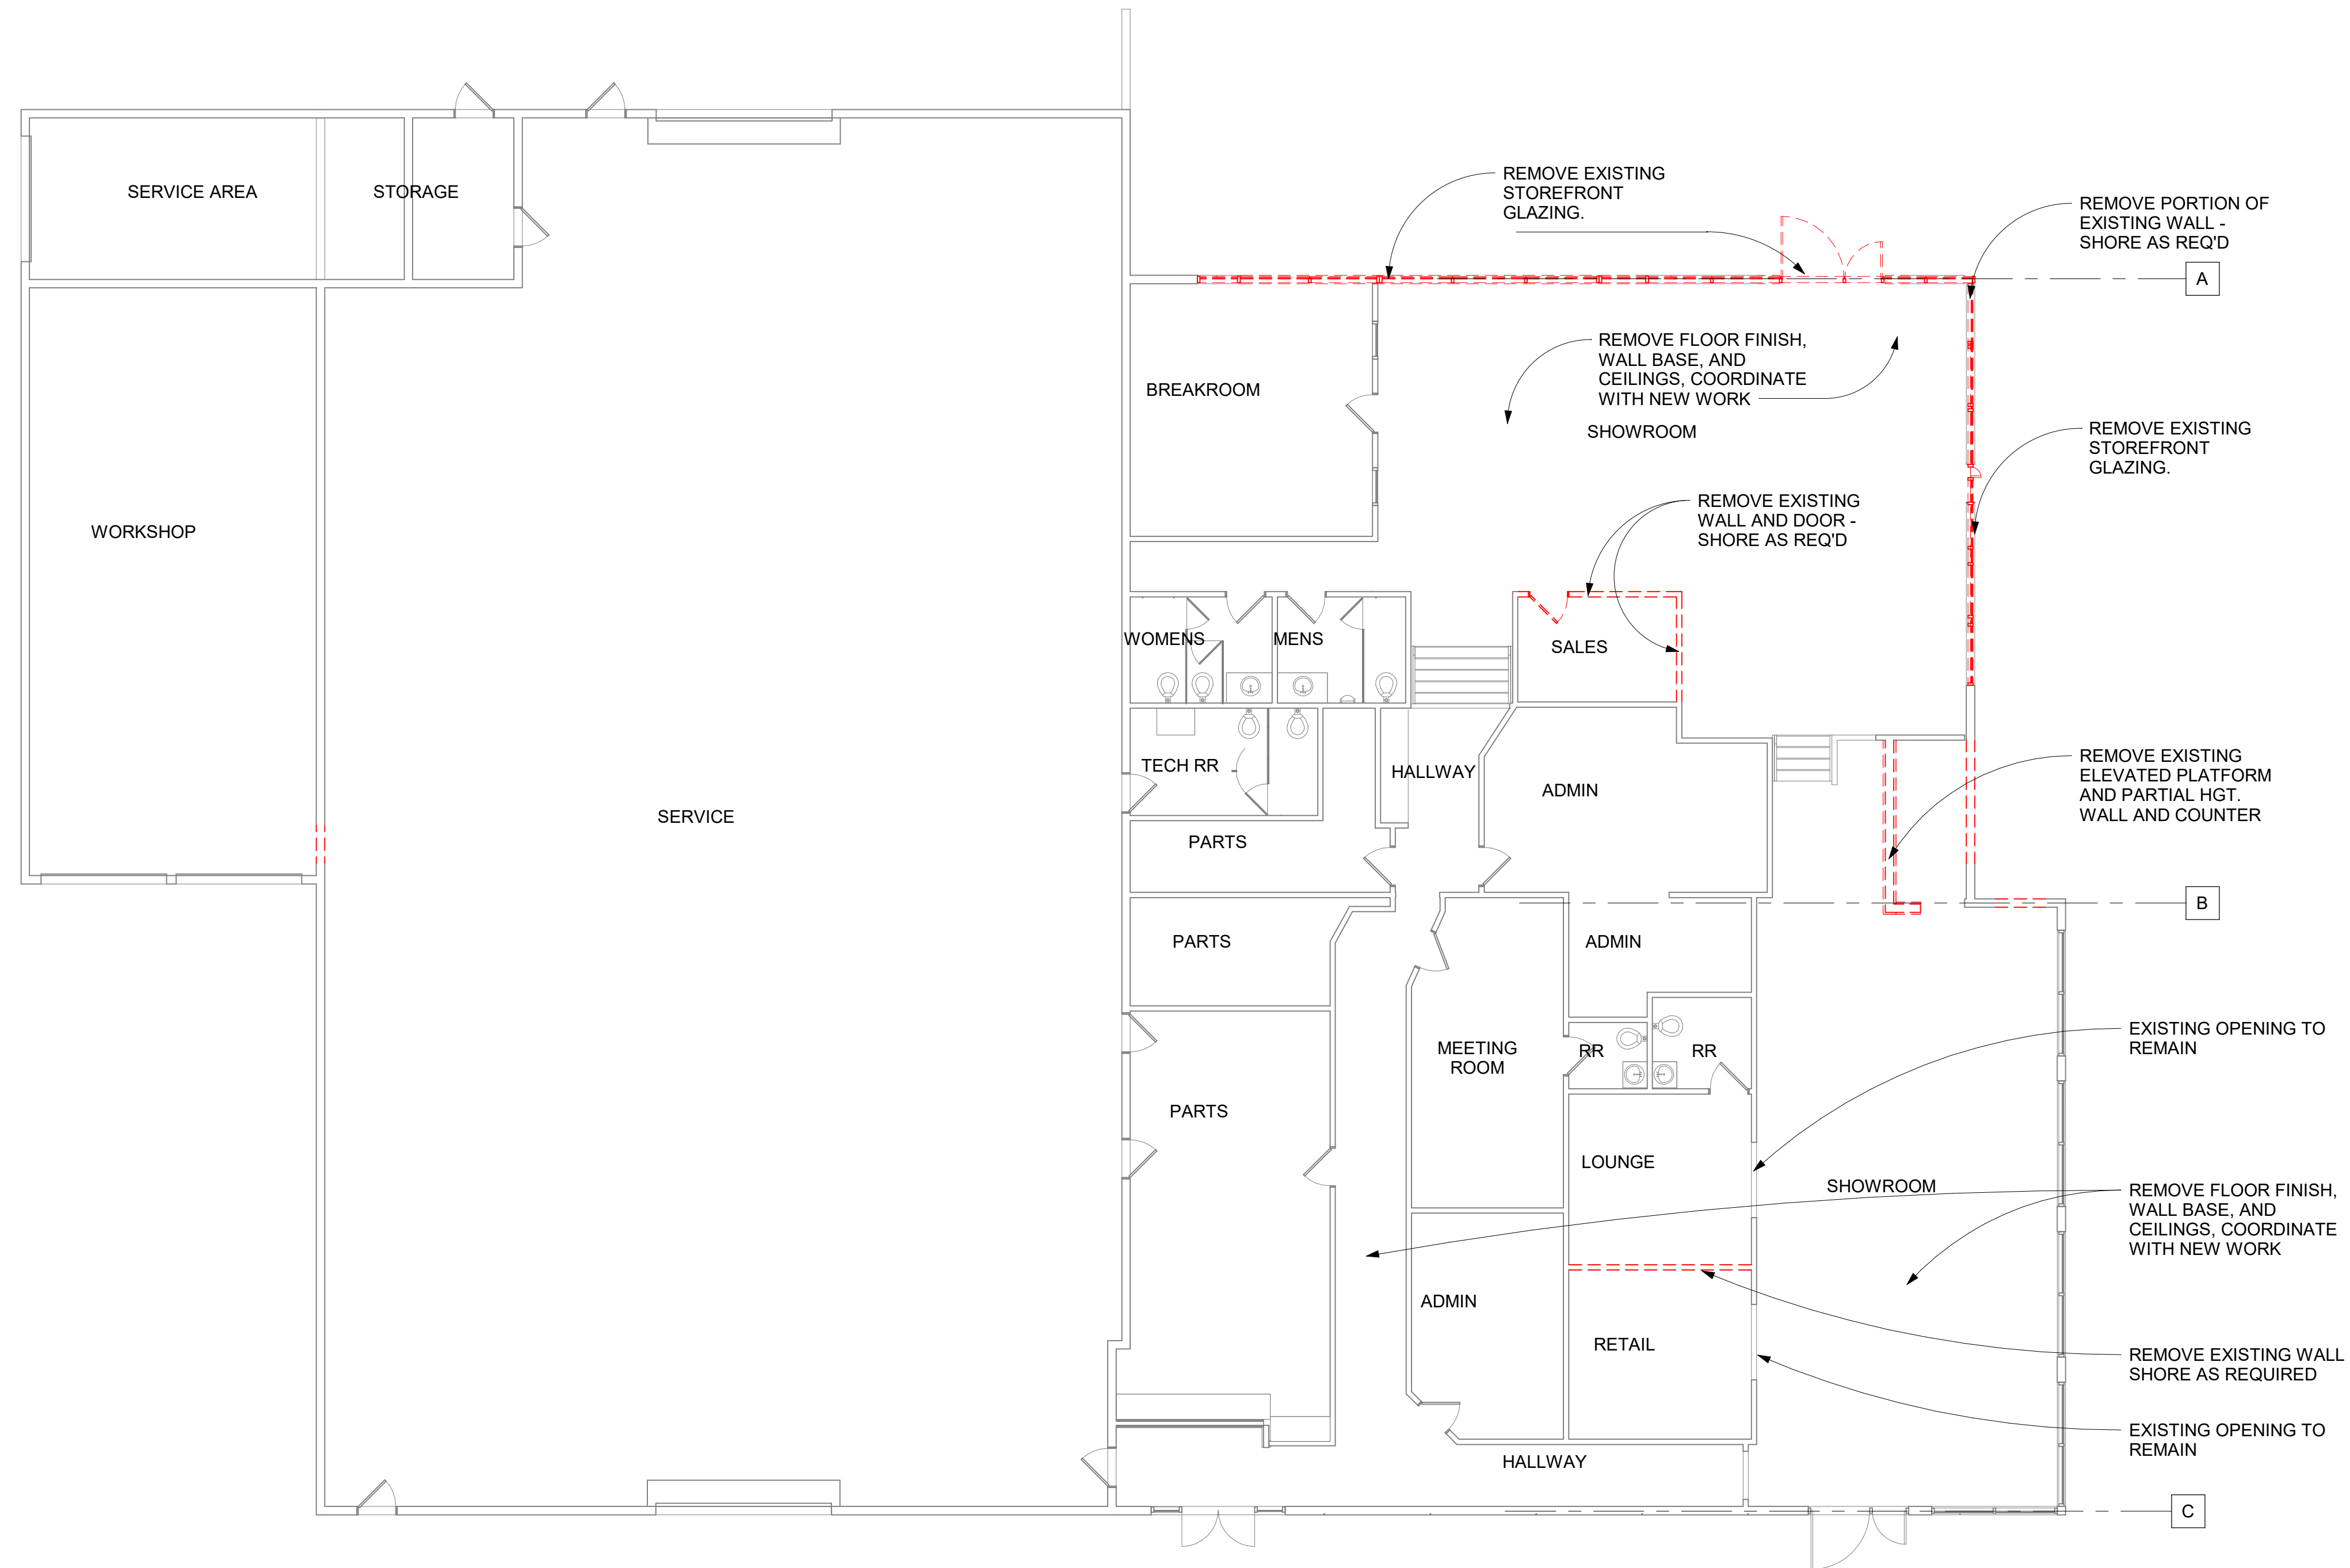 REMOVE EXISTING
STOREFRONT
GLAZING.
REMOVE PORTION OF
EXISTING WALL -
SHORE AS REQ'D
A
SERVICE AREA
STORAGE
REMOVE FLOOR FINISH,
WALL BASE, AND
CEILINGS, COORDINATE
WITH NEW WORK
SHOWROOM
BREAKROOM
REMOVE EXISTING
STOREFRONT
GLAZING.
REMOVE EXISTING
WALL AND DOOR -
SHORE AS REQ'D
WORKSHOP
WOMENS
MENS
SALES
TECH RR
HALLWAY
ADMIN
REMOVE EXISTING
ELEVATED PLATFORM
AND PARTIAL HGT.
WALL AND COUNTER
SERVICE
PARTS
B
PARTS
ADMIN
EXISTING OPENING TO
REMAIN
MEETING
ROOM
RR
RR
PARTS
LOUNGE
SHOWROOM
REMOVE FLOOR FINISH,
WALL BASE, AND
CEILINGS, COORDINATE
WITH NEW WORK
ADMIN
RETAIL
REMOVE EXISTING WALL
SHORE AS REQUIRED
EXISTING OPENING TO
REMAIN
HALLWAY
C